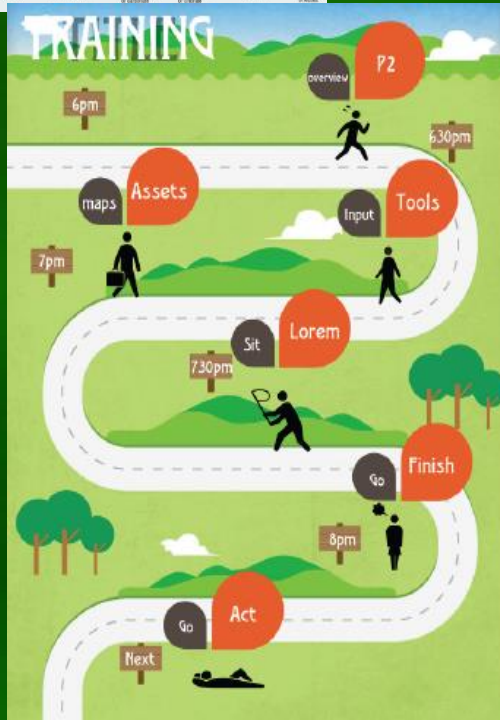 TRAINING
overview
P2
6pm
630pm
maps
Assets
Input
Tools
7pm
Sit
Lorem
730pm
Go
Finish
8pm
Go
Act
Next